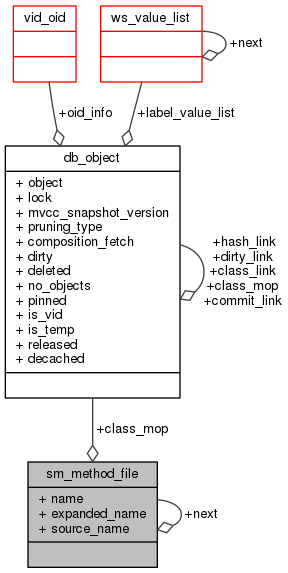 vid_oid
ws_value_list
+next
+oid_info
+label_value_list
db_object
+ object
+ lock
+ mvcc_snapshot_version
+ pruning_type
+ composition_fetch
+ dirty
+ deleted
+ no_objects
+ pinned
+ is_vid
+ is_temp
+ released
+ decached
+hash_link
+dirty_link
+class_link
+class_mop
+commit_link
+class_mop
sm_method_file
+ name
+ expanded_name
+ source_name
+next